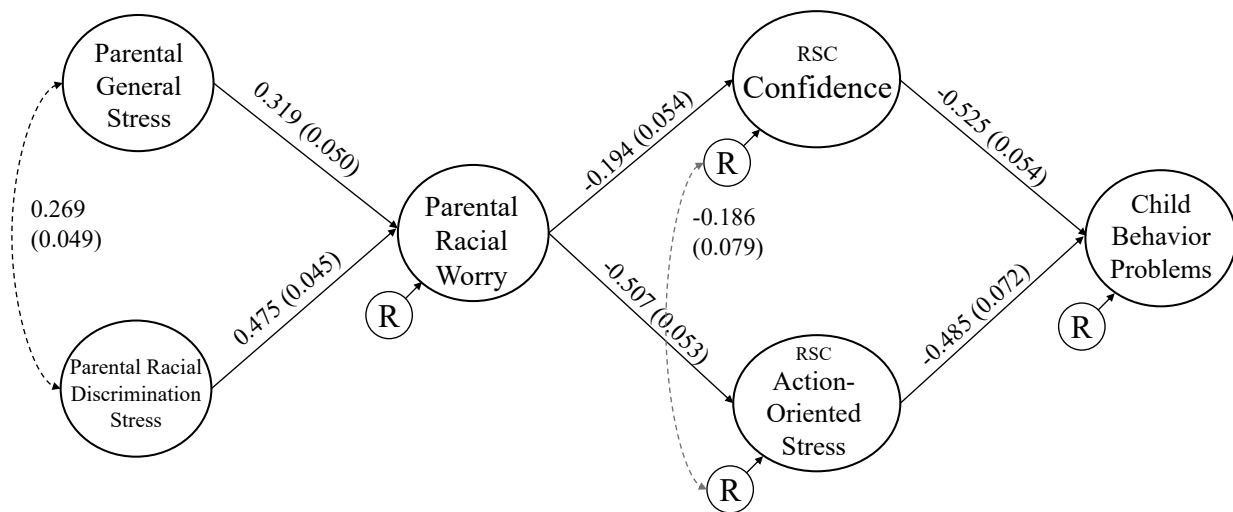 Parental
General
Stress
0.319 (0.050)
0.269
(0.049)
Parental Racial
Discrimination
Stress
0.475 (0.045)
Parental
Racial
Worry
R
-0.194 (0.054)
-0.507 (0.053)
RSC
Confidence
R
-0.186
(0.079)
RSC
Action-
Oriented
Stress
R
-0.525 (0.054)
-0.485 (0.072)
Child
Behavior
Problems
R